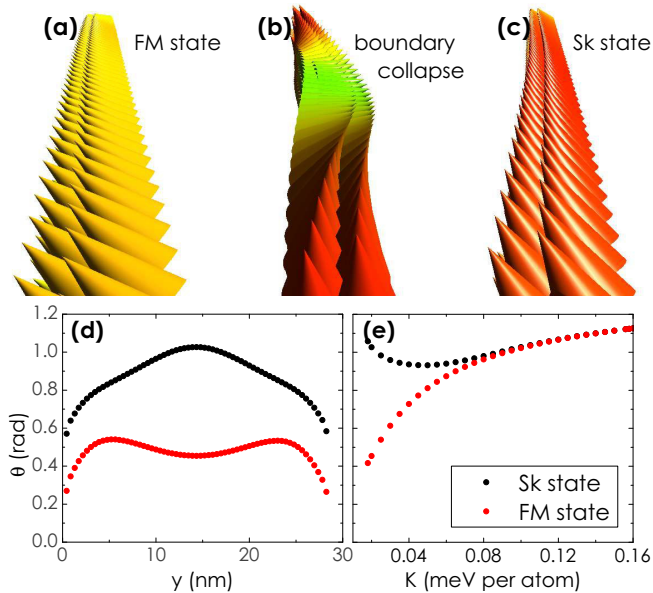 (a)
FM state
(b)
boundary
collapse
(c)
Sk state
(d)
1.2
1.0
0.8
0.6
0.4
0.2
0.0
θ (rad)
0
10
20
30
y (nm)
(e)
Sk state
FM state
0.04
0.08
0.12
0.16
K (meV per atom)